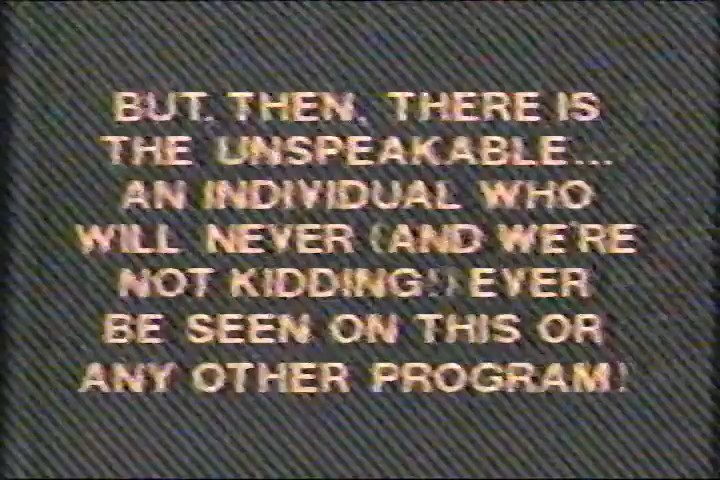 BUT, THEN, THERE IS
THE UNSPEAKABLE...
AN INDIVIDUAL WHO
WILL NEVER (AND WE'RE
NOT KIDDING!) EVER
BE SEEN ON THIS OR
ANY OTHER PROGRAM!